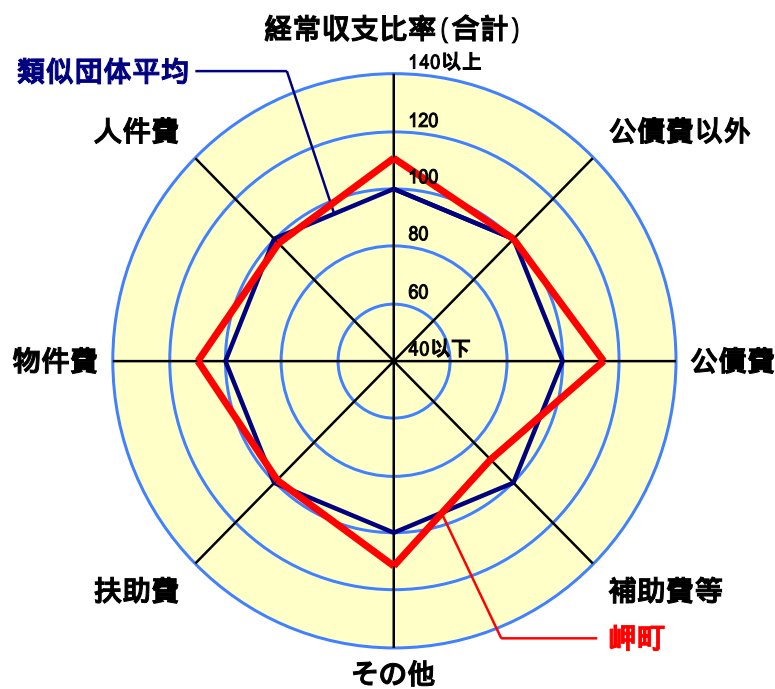 経常収支比率(合計)
類似団体平均
140以上
人件費
120
公債費以外
100
80
60
40以下
物件費
公債費
扶助費
補助費等
岬町
その他